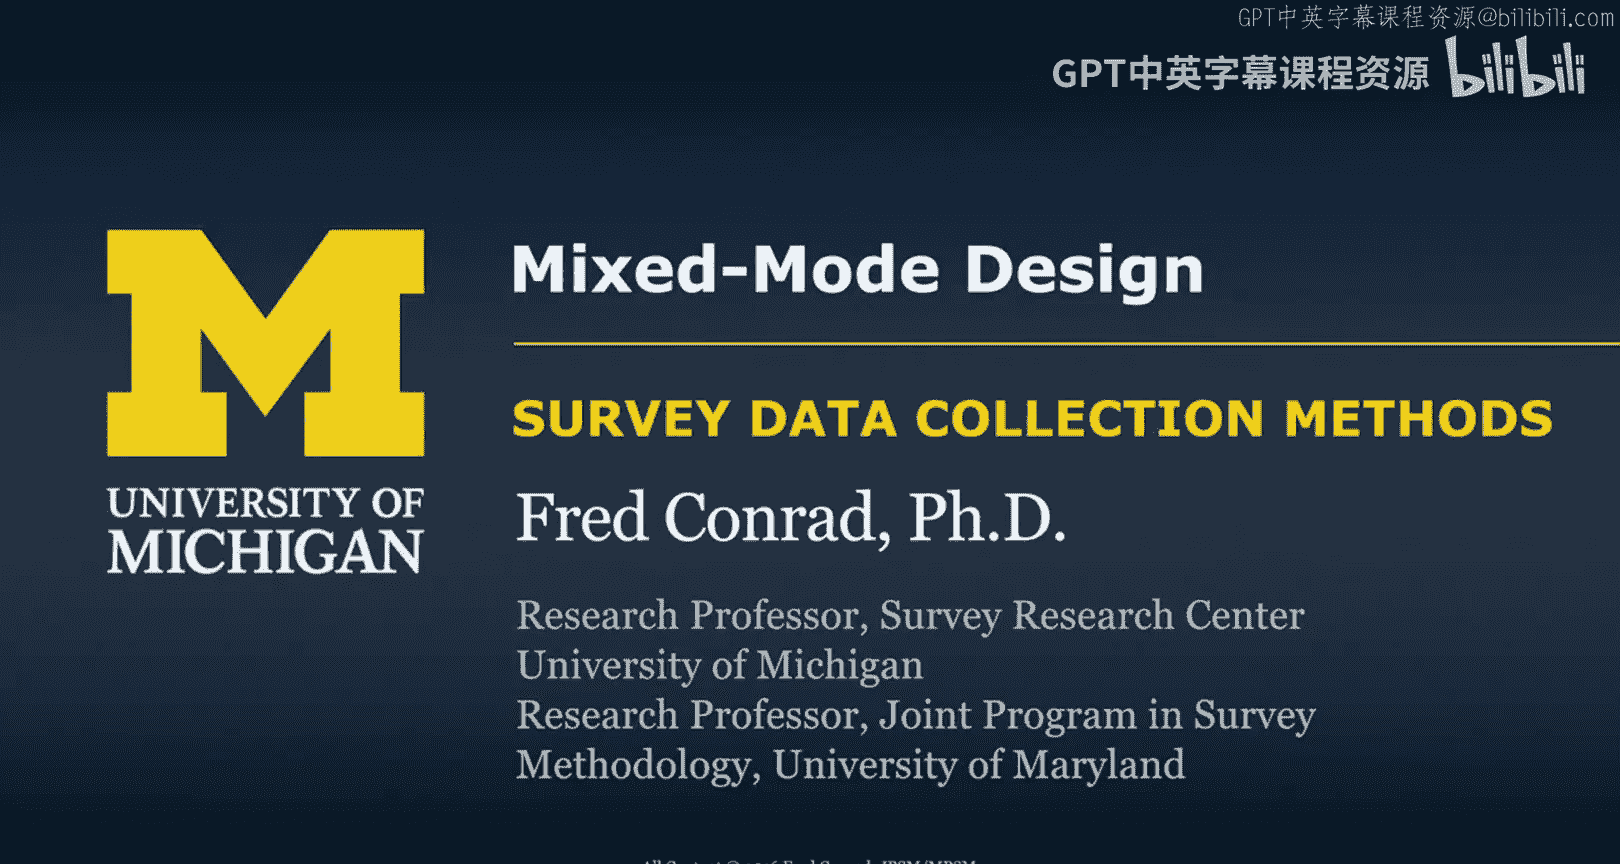 GPT中英字幕课程资源@bilibili.com
GPT中英字幕课程资源 bilibili
Mixed-Mode Design
SURVEY DATA COLLECTION METHODS
Fred Conrad, Ph.D.
Research Professor, Survey Research Center
University of Michigan
Research Professor, Joint Program in Survey
Methodology, University of Maryland
M
UNIVERSITY OF
MICHIGAN